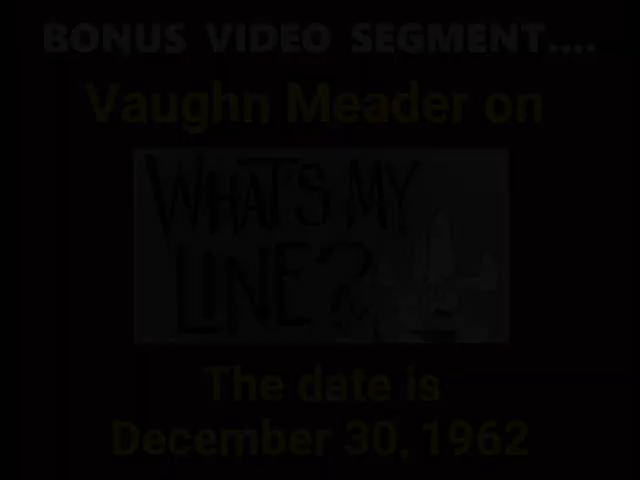 BONUS VIDEO SEGMENT....
Vaughn Meader on
WHAT'S MY
LINE?
The date is
December 30, 1962